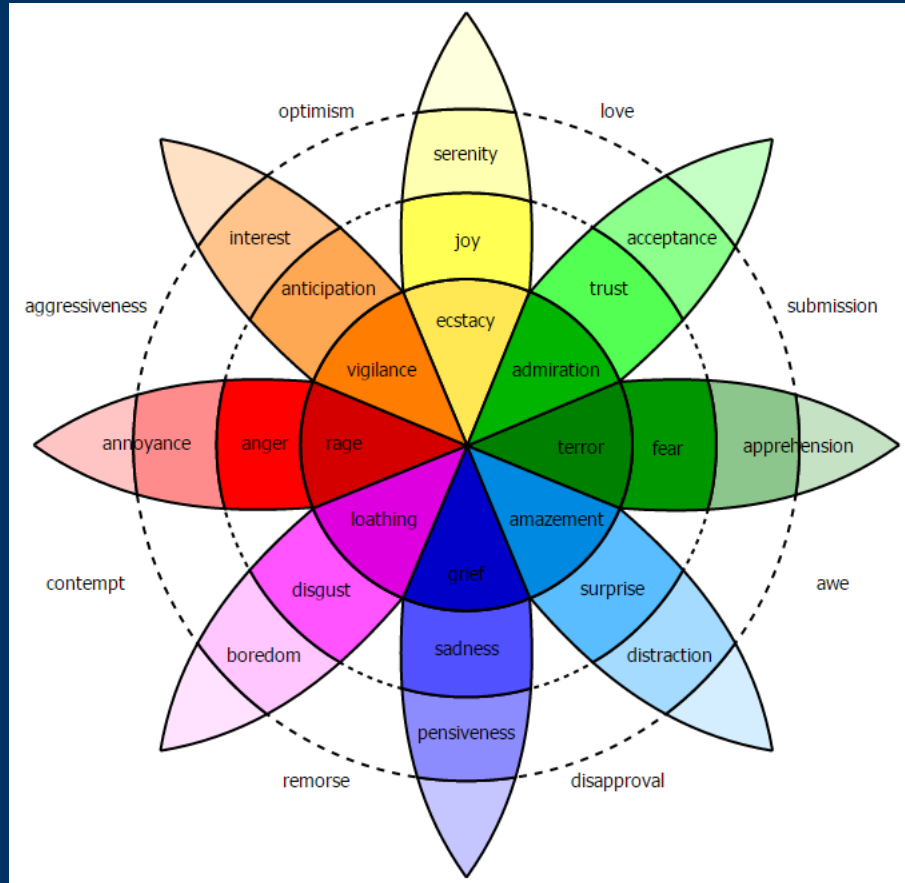 optimism
love
serenity
interest
acceptance
joy
anticipation
trust
aggressiveness
submission
ecstacy
vigilance
admiration
annoyance
anger
rage
terror
fear
apprehension
loathing
amazement
contempt
awe
grief
disgust
surprise
sadness
boredom
distraction
pensiveness
remorse
disapproval